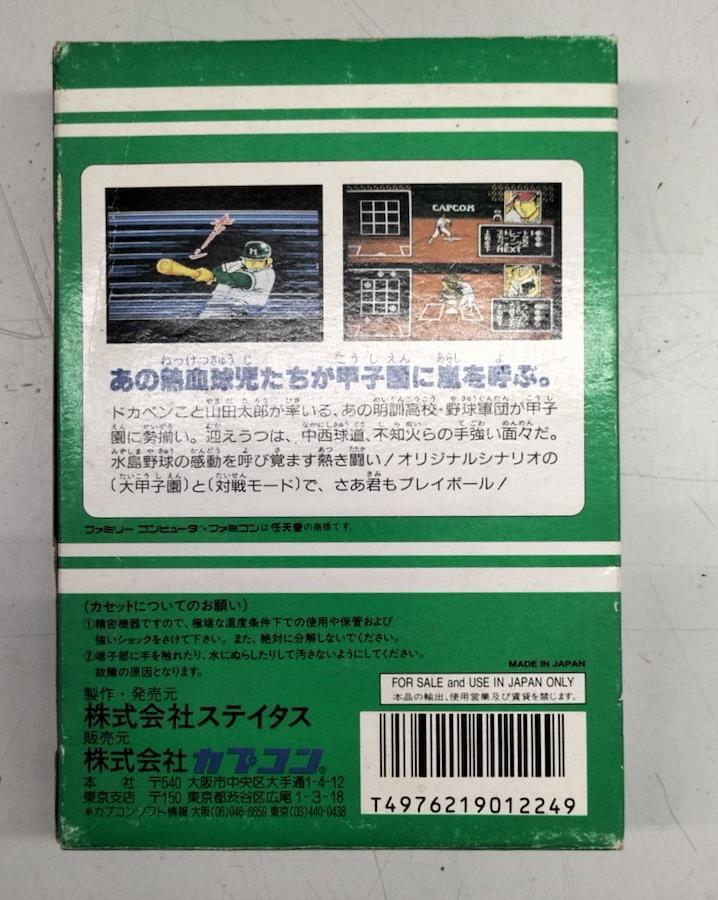 CAPCOM
NEXT
M
あの熱血球児たちが甲子園に嵐を呼ぶ。
ドカベンこと山田太郎が率いる、あの明訓高校・野球軍団が甲子
園に勢揃い。迎えうつは、中西球道、不知火らの手強い面々だ。
水島野球の感動を呼び覚ます熱き闘い!オリジナルシナリオの
(大甲子園)と(対戦モード)で、さあ君もプレイボール!
ファミリーコンピュータ・ファミコンは任天堂の商標です。
(カセットについてのお願い)
①精密機器ですので、極端な温度条件下での使用や保管および
強いショックをさけて下さい。また、絶対に分解しないでください。
②端子部に手を触れたり、水にぬらしたりして汚さないようにしてください。
故障の原因となります。
MADE IN JAPAN
FOR SALE and USE IN JAPAN ONLY
本品の輸出、使用営業及び賃貸を禁じます。
製作・発売元
株式会社ステイタス
販売元
株式会社カプコン®
本社 〒540 大阪市中央区大手通1-4-12
東京支店 〒150 東京都渋谷区広尾1-3-18
※カプコンソフト情報 大阪(06)946-6659 東京(03)440-0438
T4976219012249